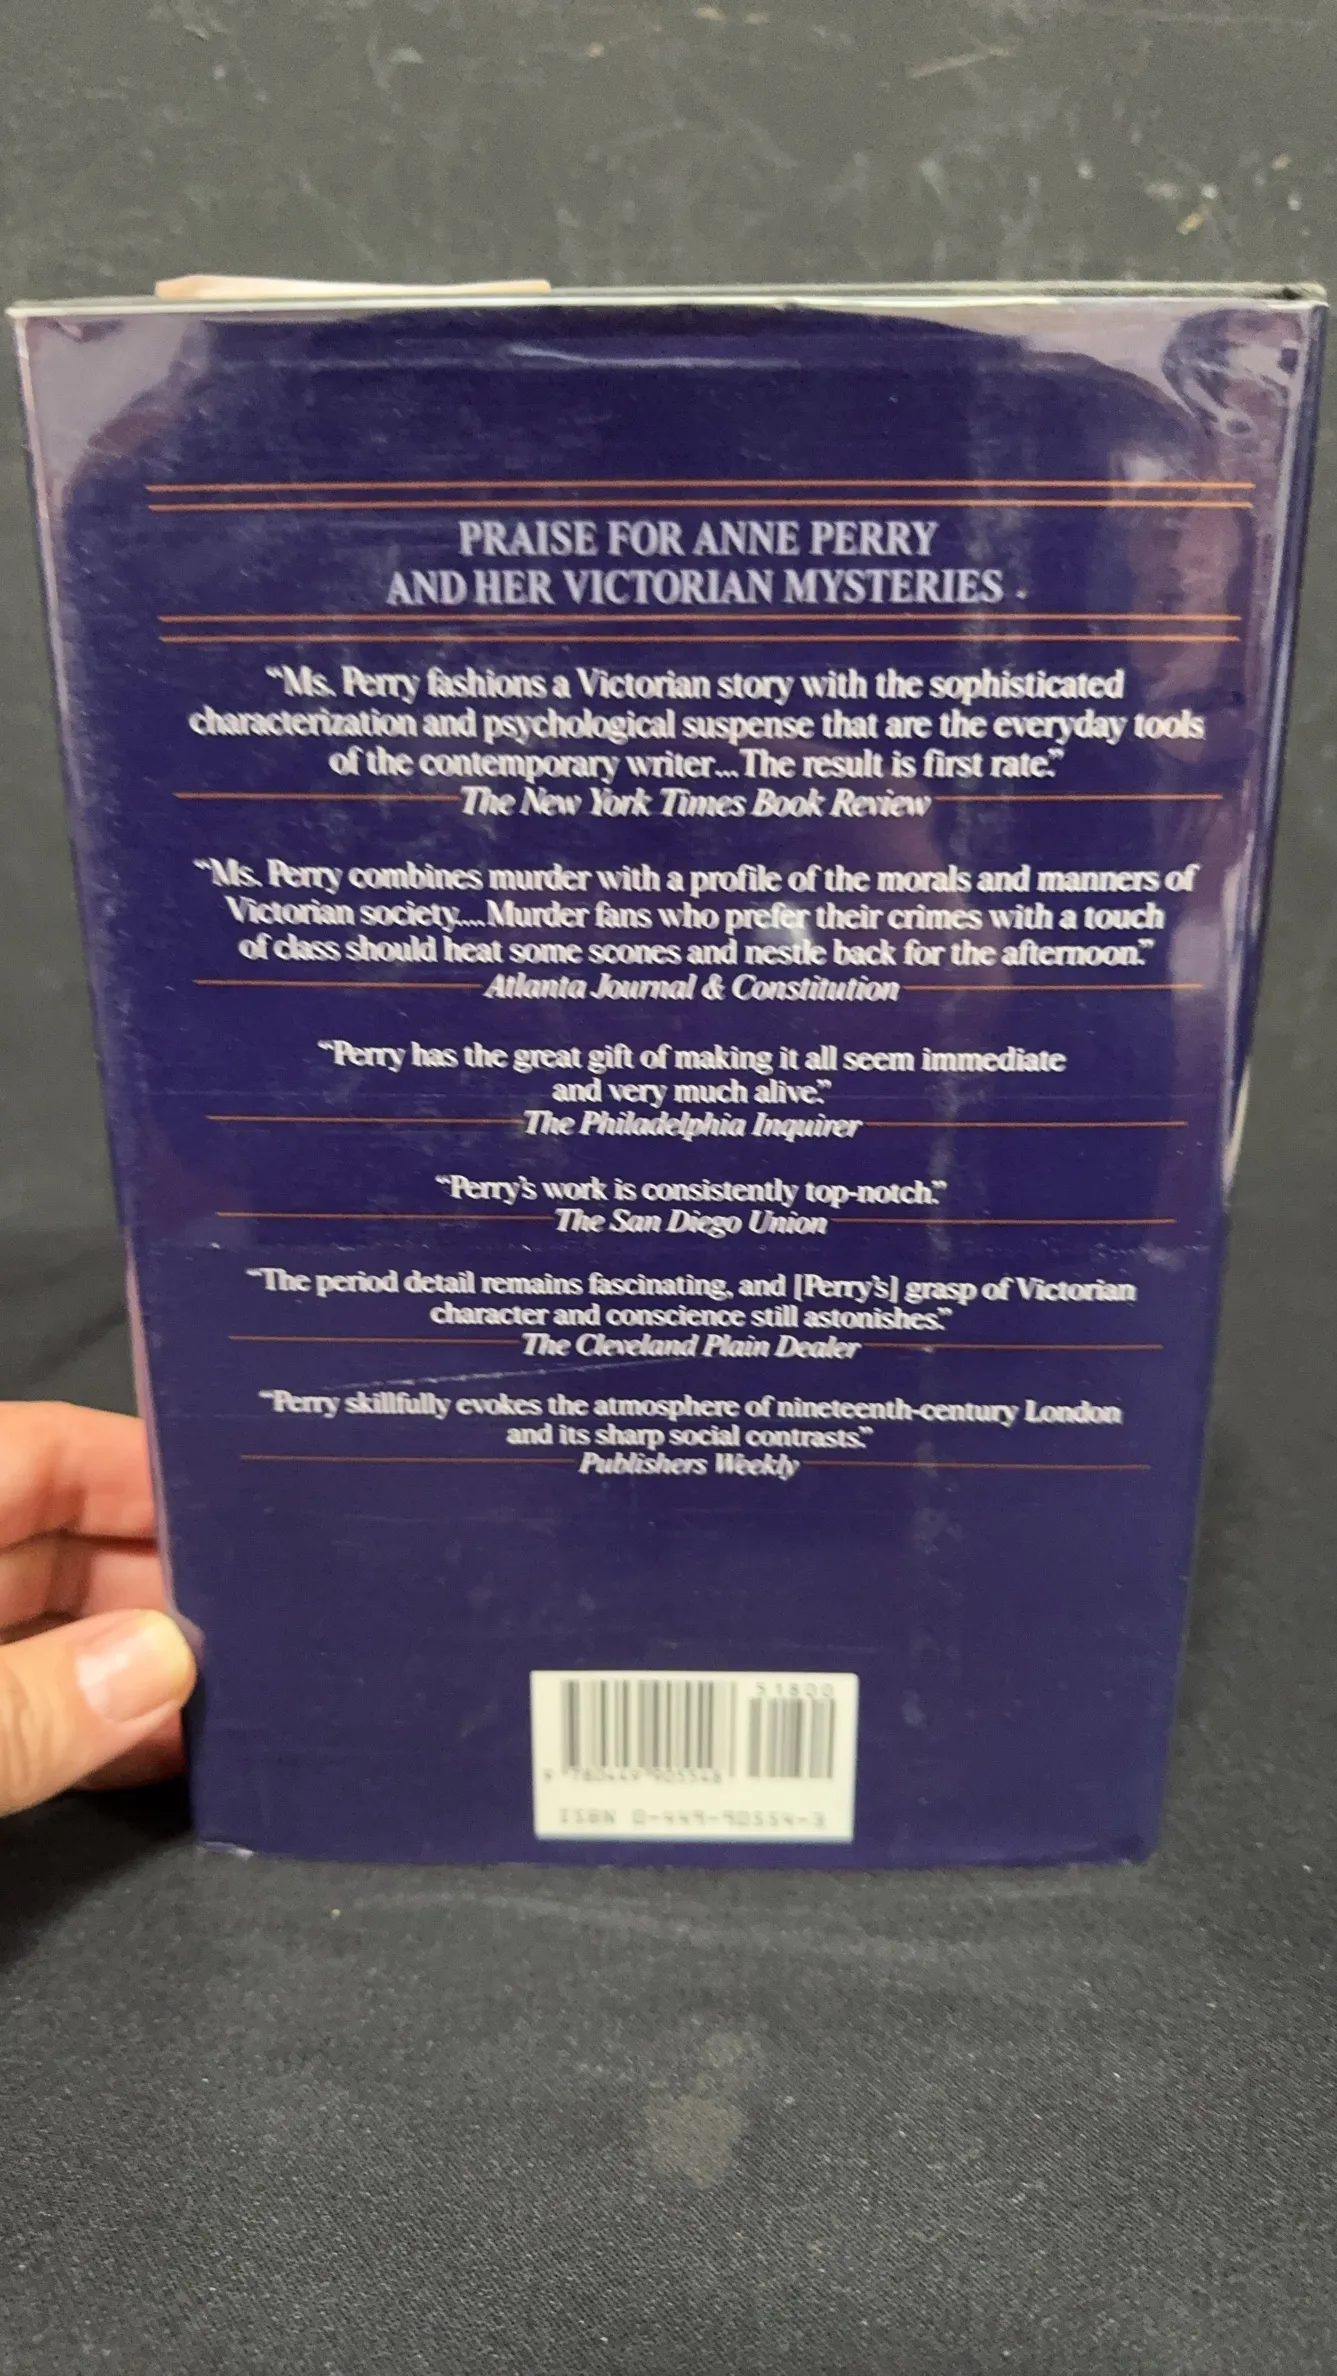 PRAISE FOR ANNE PERRY
AND HER VICTORIAN MYSTERIES
“Ms. Perry fashions a Victorian story with the sophisticated
characterization and psychological suspense that are the everyday tools
of the contemporary writer...The result is first rate.”
The New York Times Book Review
“Ms. Perry combines murder with a profile of the morals and manners of
Victorian society....Murder fans who prefer their crimes with a touch
of class should heat some scones and nestle back for the afternoon.”
Atlanta Journal & Constitution
“Perry has the great gift of making it all seem immediate
and very much alive.”
The Philadelphia Inquirer
“Perry's work is consistently top-notch.”
The San Diego Union
“The period detail remains fascinating, and [Perry's] grasp of Victorian
character and conscience still astonishes.”
The Cleveland Plain Dealer
“Perry skillfully evokes the atmosphere of nineteenth-century London
and its sharp social contrasts.”
Publishers Weekly
51800
9 780449 905548
ISBN 0-449-90554-3